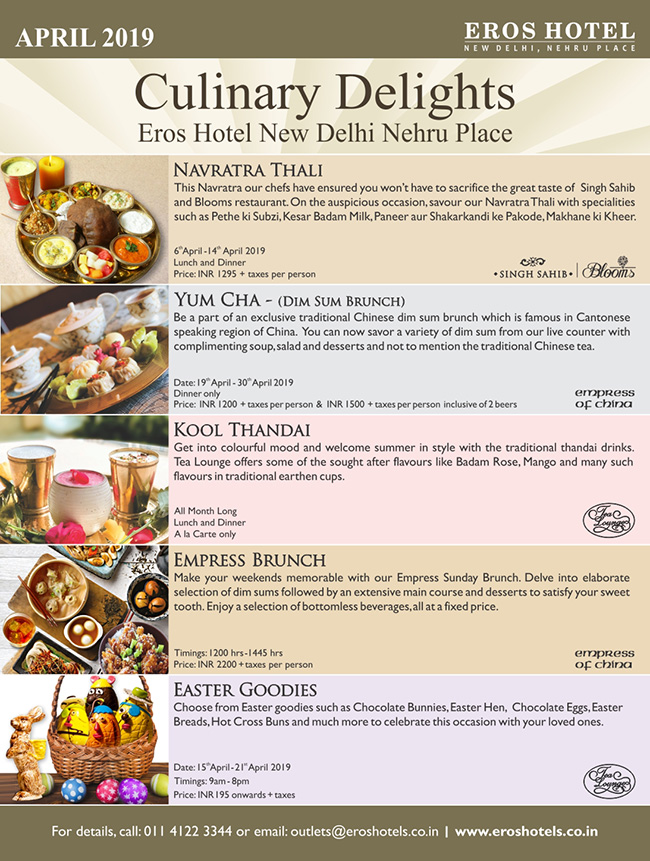 APRIL 2019
EROS HOTEL
NEW DELHI, NEHRU PLACE
Culinary Delights
Eros Hotel New Delhi Nehru Place
NAVRATRA THALI
This Navratra our chefs have ensured you won't have to sacrifice the great taste of Singh Sahib
and Blooms restaurant. On the auspicious occasion, savour our Navratra Thali with specialities
such as Pethe ki Subzi, Kesar Badam Milk, Paneer aur Shakarkandi ke Pakode, Makhane ki Kheer.
6th April -14th April 2019
Lunch and Dinner
Price: INR 1295 + taxes per person
• SINGH SAHIB • | Blooms
YUM CHA - (DIM SUM BRUNCH)
Be a part of an exclusive traditional Chinese dim sum brunch which is famous in Cantonese
speaking region of China. You can now savor a variety of dim sum from our live counter with
complimenting soup, salad and desserts and not to mention the traditional Chinese tea.
Date: 19th April - 30th April 2019
Dinner only
Price: INR 1200 + taxes per person & INR 1500 + taxes per person inclusive of 2 beers
empress
of china
KOOL THANDAI
Get into colourful mood and welcome summer in style with the traditional thandai drinks.
Tea Lounge offers some of the sought after flavours like Badam Rose, Mango and many such
flavours in traditional earthen cups.
All Month Long
Lunch and Dinner
A la Carte only
Tea
Lounge
EMPRESS BRUNCH
Make your weekends memorable with our Empress Sunday Brunch. Delve into elaborate
selection of dim sums followed by an extensive main course and desserts to satisfy your sweet
tooth. Enjoy a selection of bottomless beverages, all at a fixed price.
Timings: 1200 hrs -1445 hrs
Price: INR 2200 + taxes per person
empress
of china
EASTER GOODIES
Choose from Easter goodies such as Chocolate Bunnies, Easter Hen, Chocolate Eggs, Easter
Breads, Hot Cross Buns and much more to celebrate this occasion with your loved ones.
Date: 15th April - 21st April 2019
Timings: 9am - 8pm
Price: INR 195 onwards + taxes
Tea
Lounge
For details, call: 011 4122 3344 or email: outlets@eroshotels.co.in | www.eroshotels.co.in